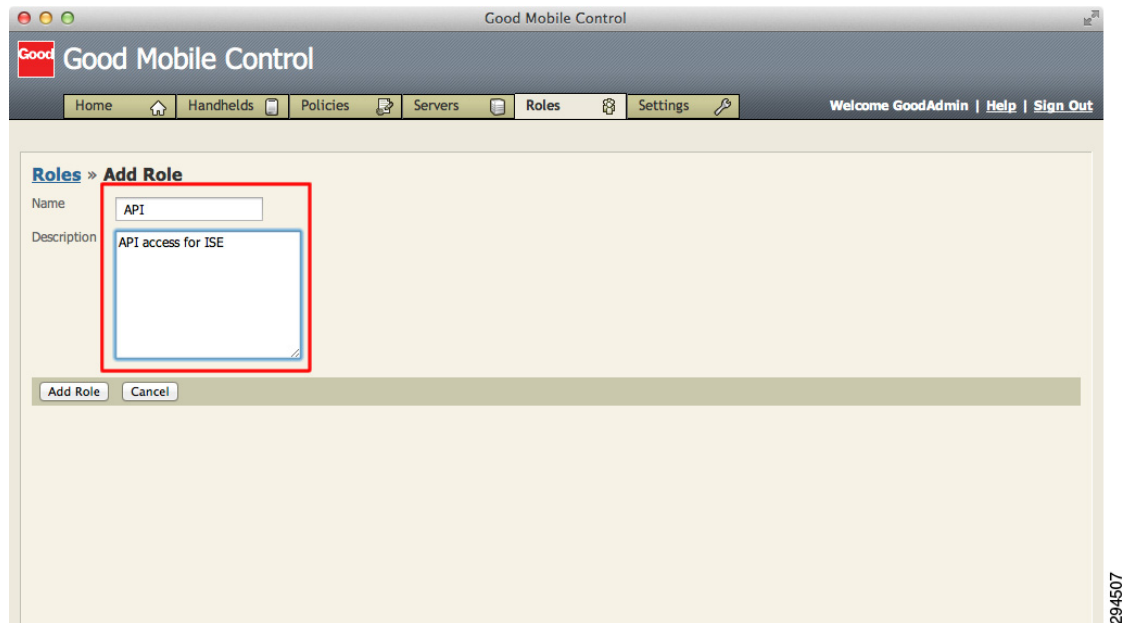 Good Mobile Control
Good Good Mobile Control
Home Handhelds Policies Servers Roles Settings Welcome GoodAdmin | Help | Sign Out
Roles » Add Role
Name API
Description API access for ISE
Add Role Cancel
294507